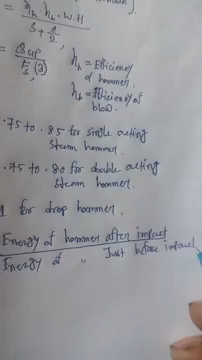 = ηh ηb . W.H
S + C/2,
= Qup
F.S (3)
ηh = Efficiency
of hammer.
ηb = Efficiency of
blow.
.75 to .85 for single acting
steam hammer.
.75 to .80 for double acting
steam hammer.
1 for drop hammer.
Energy of hammer after impact
Energy of " Just before impact